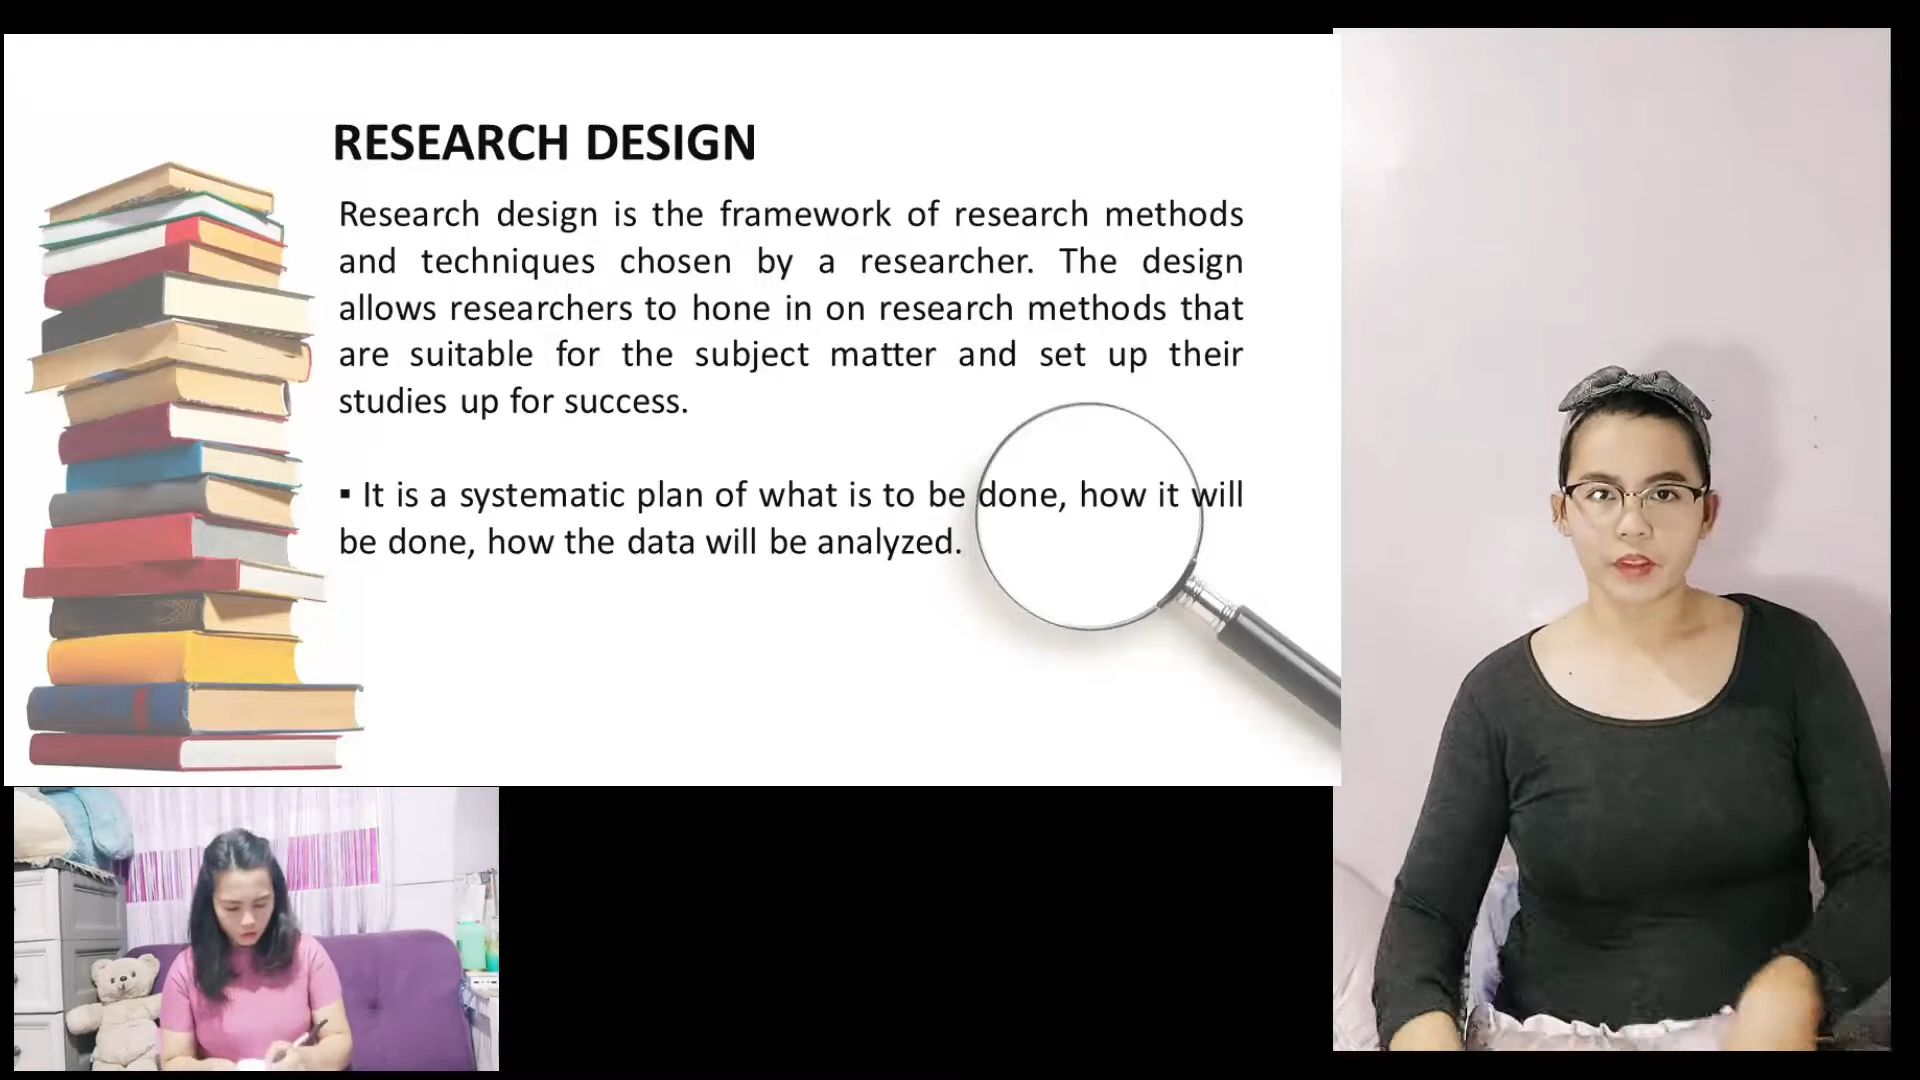 RESEARCH DESIGN
Research design is the framework of research methods
and techniques chosen by a researcher. The design
allows researchers to hone in on research methods that
are suitable for the subject matter and set up their
studies up for success.
▪ It is a systematic plan of what is to be done, how it will
be done, how the data will be analyzed.